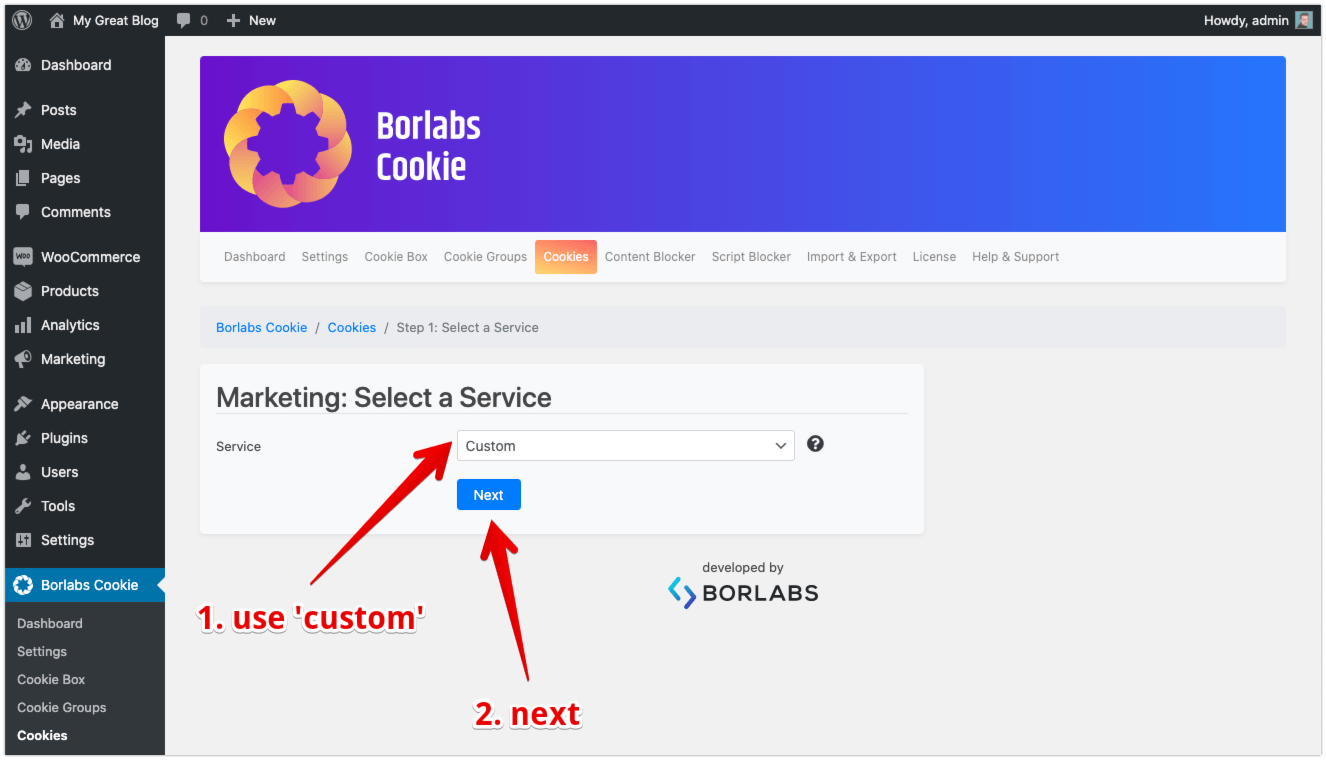 My Great Blog 0 New Howdy, admin
Dashboard
Posts
Media
Pages
Comments
WooCommerce
Products
Analytics
Marketing
Appearance
Plugins
Users
Tools
Settings
Borlabs Cookie
Dashboard
Settings
Cookie Box
Cookie Groups
Cookies
Borlabs
Cookie
Dashboard Settings Cookie Box Cookie Groups Cookies Content Blocker Script Blocker Import & Export License Help & Support
Borlabs Cookie / Cookies / Step 1: Select a Service
Marketing: Select a Service
Service Custom ?
Next
1. use 'custom'
2. next
developed by
BORLABS